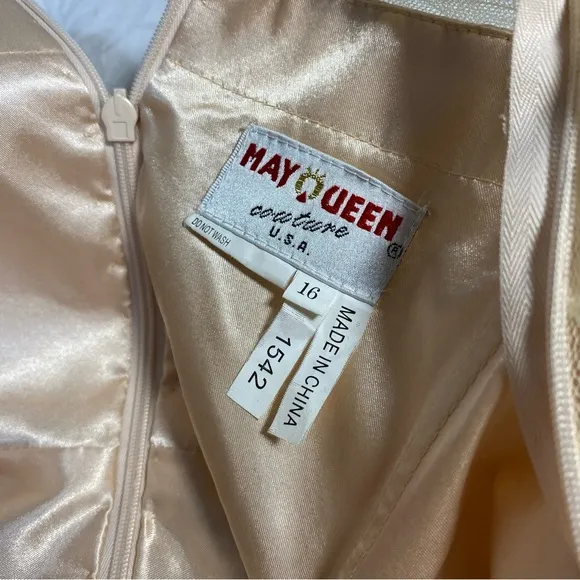 MAY QUEEN
couture
U.S.A.
®
DO NOT WASH
16
MADE IN CHINA
1542